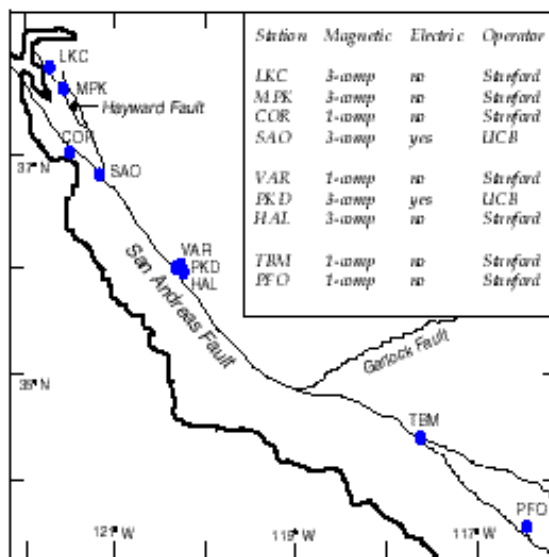 Station Magnetic Electric Operator
LKC 3-comp no Stanford
MPK 3-comp no Stanford
COR 1-comp no Stanford
SAO 3-comp yes UCB
VAR 1-comp no Stanford
PKD 3-comp yes UCB
HAL 3-comp no Stanford
TBM 1-comp no Stanford
PFO 1-comp no Stanford
LKC
MPK
Hayward Fault
COR
SAO
37° N
VAR
PKD
HAL
San Andreas Fault
Garlock Fault
35° N
TBM
PFO
121° W
119° W
117° W